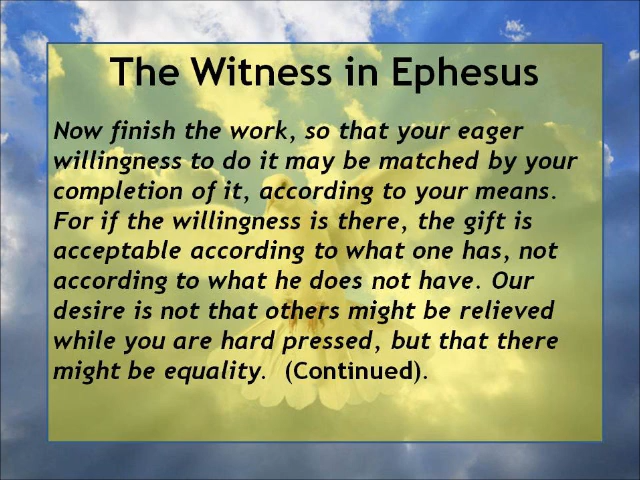 The Witness in Ephesus
Now finish the work, so that your eager
willingness to do it may be matched by your
completion of it, according to your means.
For if the willingness is there, the gift is
acceptable according to what one has, not
according to what he does not have. Our
desire is not that others might be relieved
while you are hard pressed, but that there
might be equality.  (Continued).